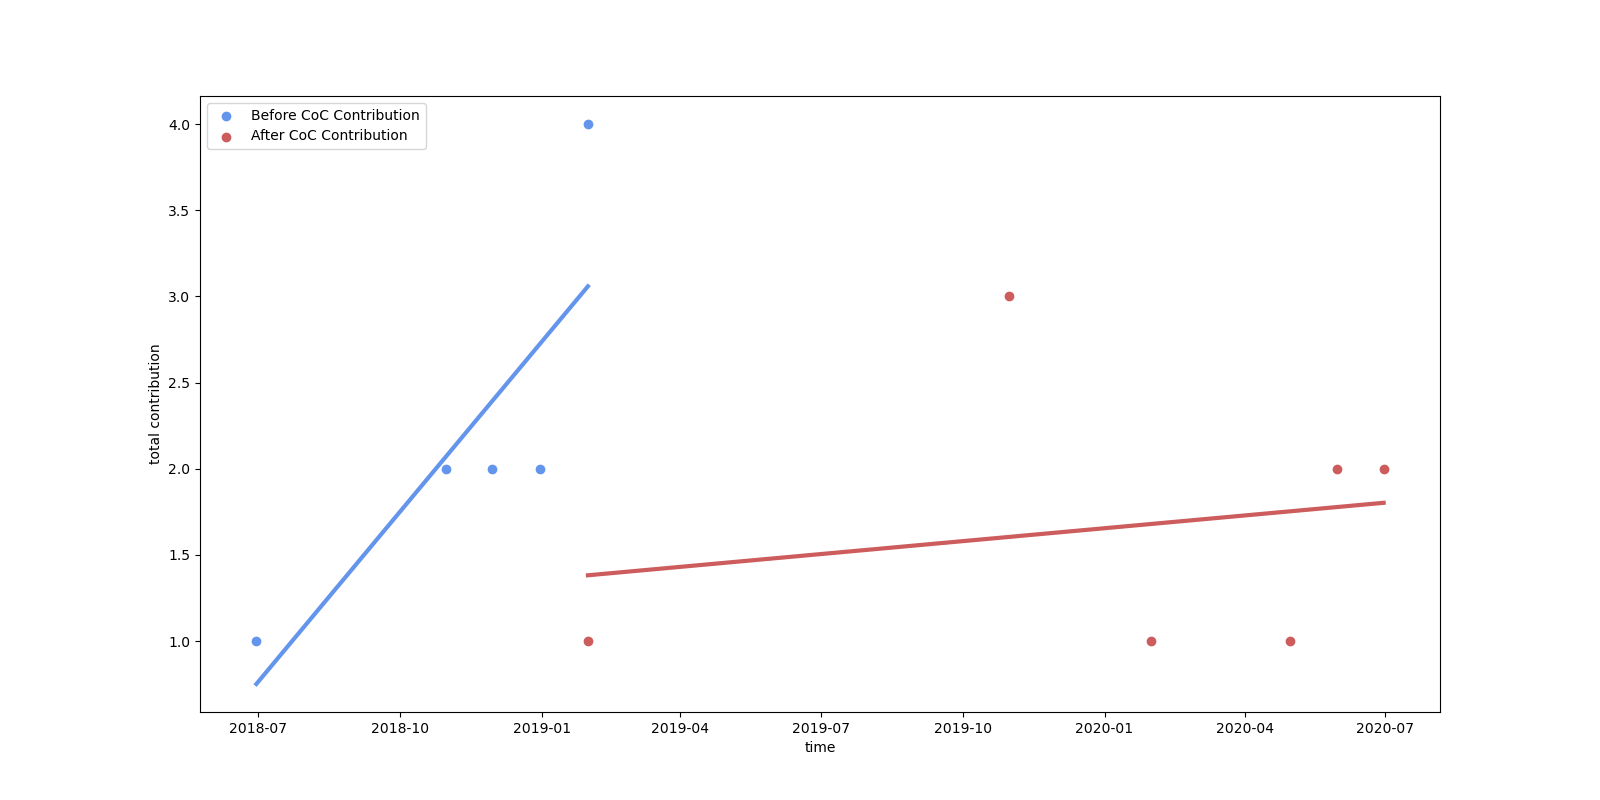 Before CoC Contribution
After CoC Contribution
4.0
3.5
3.0
2.5
2.0
1.5
1.0
total contribution
2018-07 2018-10 2019-01 2019-04 2019-07 2019-10 2020-01 2020-04 2020-07
time